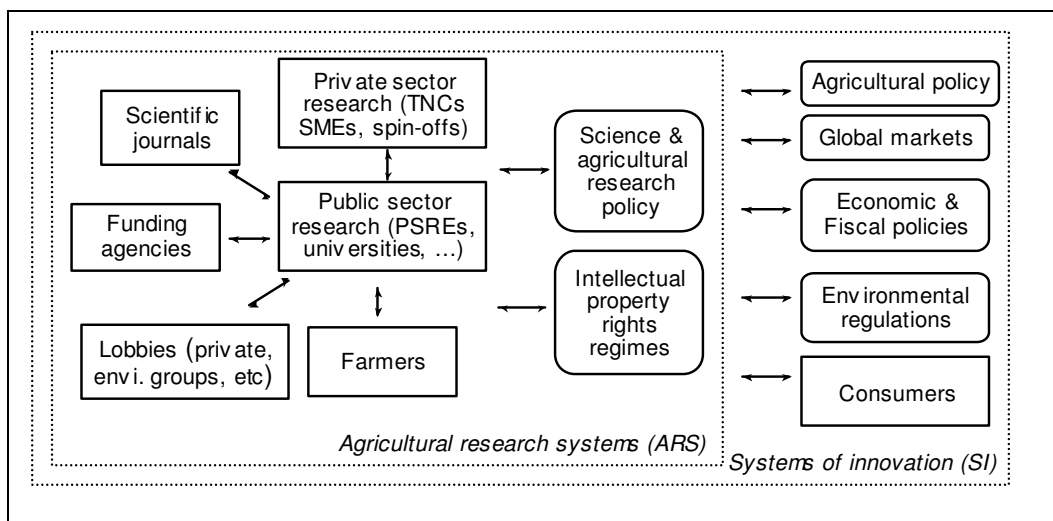 Private sector
research (TNCs
SMEs, spin-offs)
Scientific
journals
Public sector
research (PSREs,
universities, …)
Funding
agencies
Lobbies (private,
envi. groups, etc)
Farmers
Science &
agricultural
research
policy
Intellectual
property
rights
regimes
Agricultural research systems (ARS)
Agricultural policy
Global markets
Economic &
Fiscal policies
Environmental
regulations
Consumers
Systems of innovation (SI)